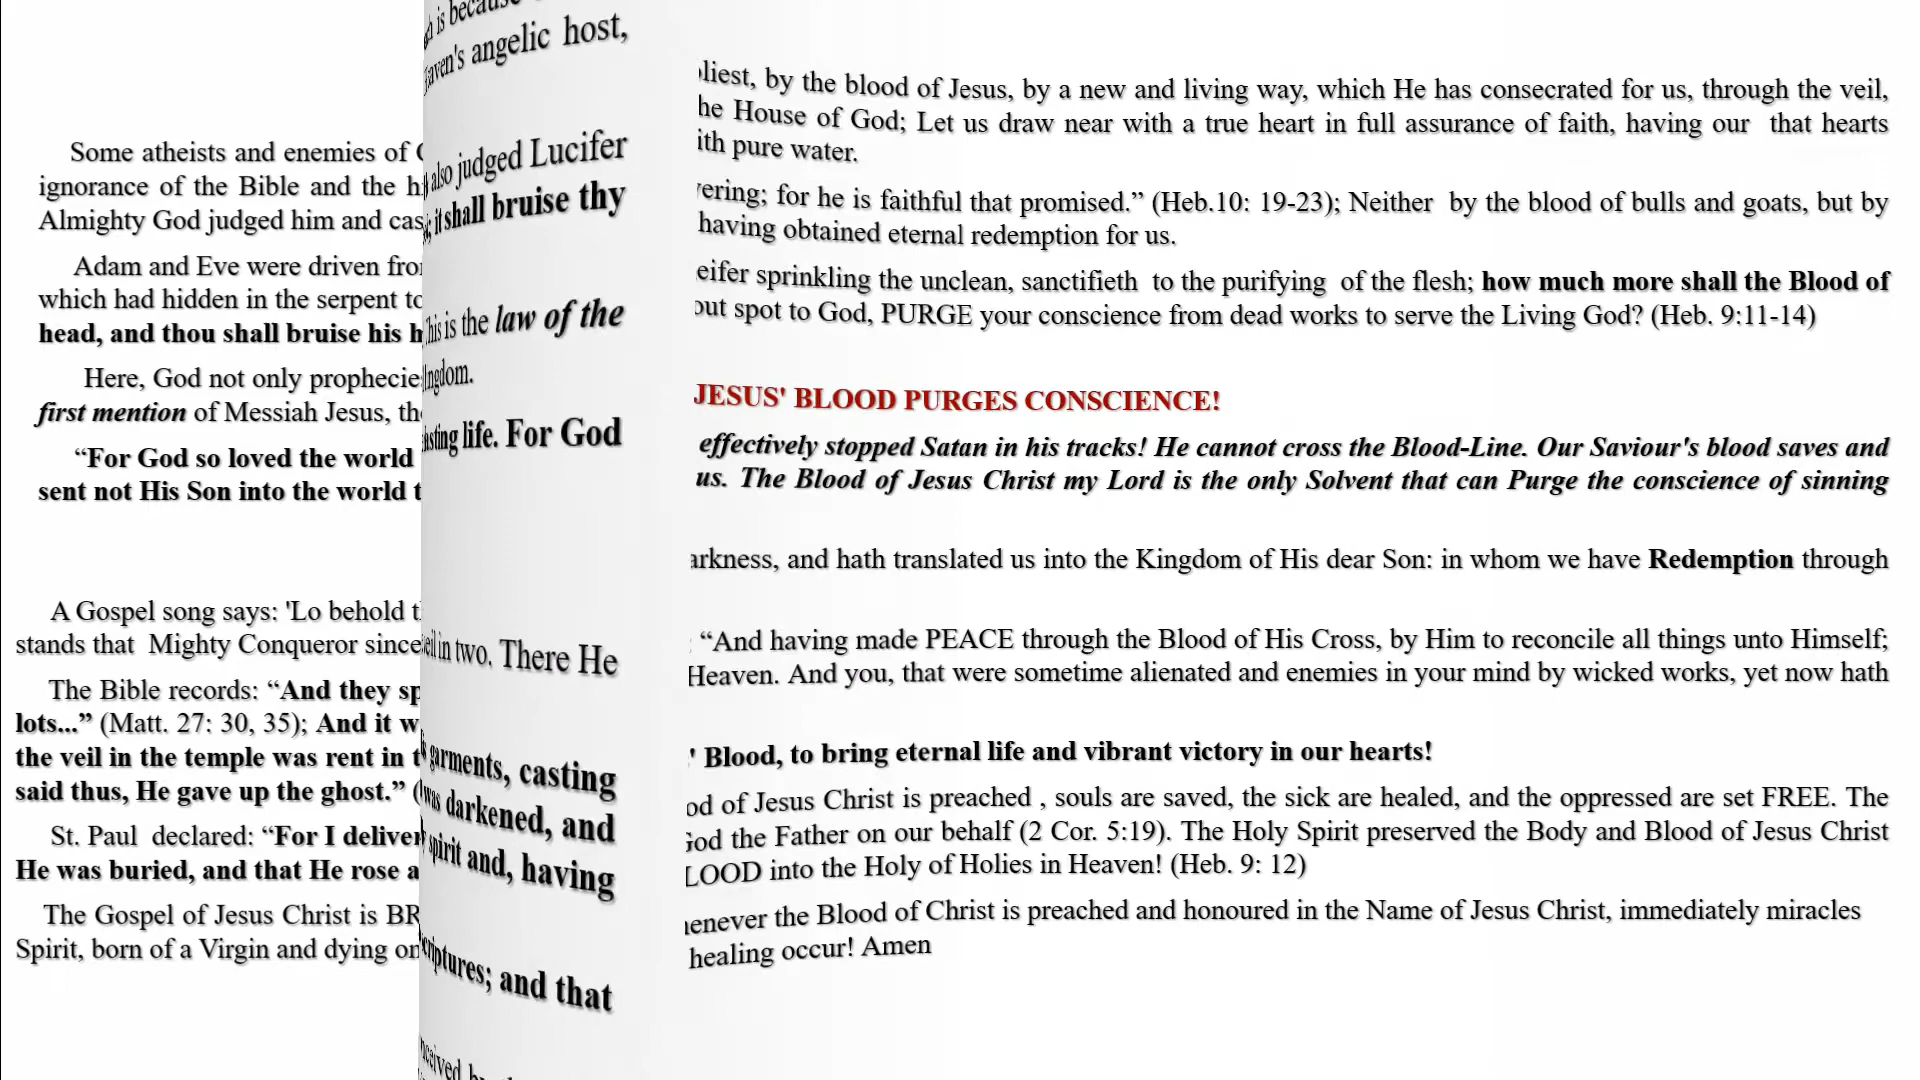 Some atheists and enemies of
ignorance of the Bible and the
Almighty God judged him and
Adam and Eve were driven
which had hidden in the serpent
head, and thou shall bruise his
Here, God not only
first mention of Messiah Jesus,
“For God so loved the world
sent not His Son into the world
A Gospel song says: 'Lo behold
stands that Mighty Conqueror since
The Bible records: “And they
lots...” (Matt. 27: 30, 35); And it
the veil in the temple was rent in
said thus, He gave up the ghost.”
St. Paul declared: “For I
He was buried, and that He rose
The Gospel of Jesus Christ is
Spirit, born of a Virgin and dying
is because
angelic host,
also judged Lucifer
it shall bruise thy
This is the law of the
life. For God
in two. There He
garments, casting
was darkened, and
spirit and, having
and that
by the blood of Jesus, by a new and living way, which He has consecrated for us, through the veil,
House of God; Let us draw near with a true heart in full assurance of faith, having our that hearts
pure water.
for he is faithful that promised.” (Heb.10: 19-23); Neither by the blood of bulls and goats, but by
having obtained eternal redemption for us.
sprinkling the unclean, sanctifieth to the purifying of the flesh; how much more shall the Blood of
spot to God, PURGE your conscience from dead works to serve the Living God? (Heb. 9:11-14)
JESUS' BLOOD PURGES CONSCIENCE!
effectively stopped Satan in his tracks! He cannot cross the Blood-Line. Our Saviour's blood saves and
us. The Blood of Jesus Christ my Lord is the only Solvent that can Purge the conscience of sinning
and hath translated us into the Kingdom of His dear Son: in whom we have Redemption through
“And having made PEACE through the Blood of His Cross, by Him to reconcile all things unto Himself;
Heaven. And you, that were sometime alienated and enemies in your mind by wicked works, yet now hath
' Blood, to bring eternal life and vibrant victory in our hearts!
of Jesus Christ is preached , souls are saved, the sick are healed, and the oppressed are set FREE. The
God the Father on our behalf (2 Cor. 5:19). The Holy Spirit preserved the Body and Blood of Jesus Christ
into the Holy of Holies in Heaven! (Heb. 9: 12)
the Blood of Christ is preached and honoured in the Name of Jesus Christ, immediately miracles
healing occur! Amen